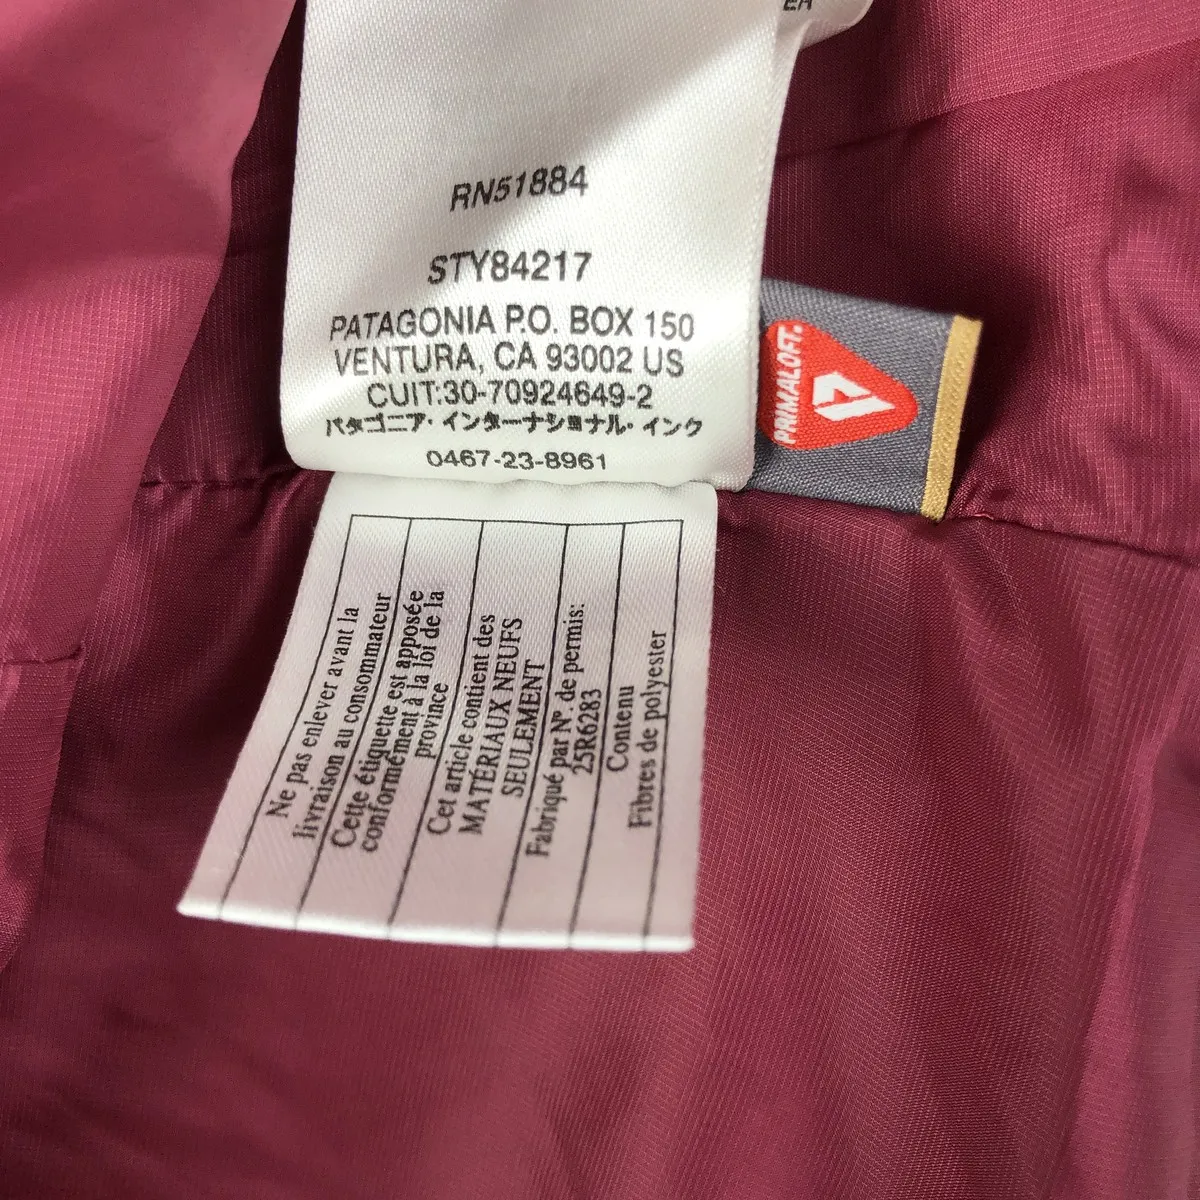 RN51884
STY84217
PATAGONIA P.O. BOX 150
VENTURA, CA 93002 US
CUIT:30-70924649-2
パタゴニア・インターナショナル・インク
0467-23-8961
PRIMALOFT.
Ne pas enlever avant la
livraison au consommateur
Cette étiquette est apposée
conformément à la loi de la
province
Cet article contient des
MATÉRIAUX NEUFS
SEULEMENT
Fabriqué par Nº. de permis:
25R6283
Contenu
Fibres de polyester